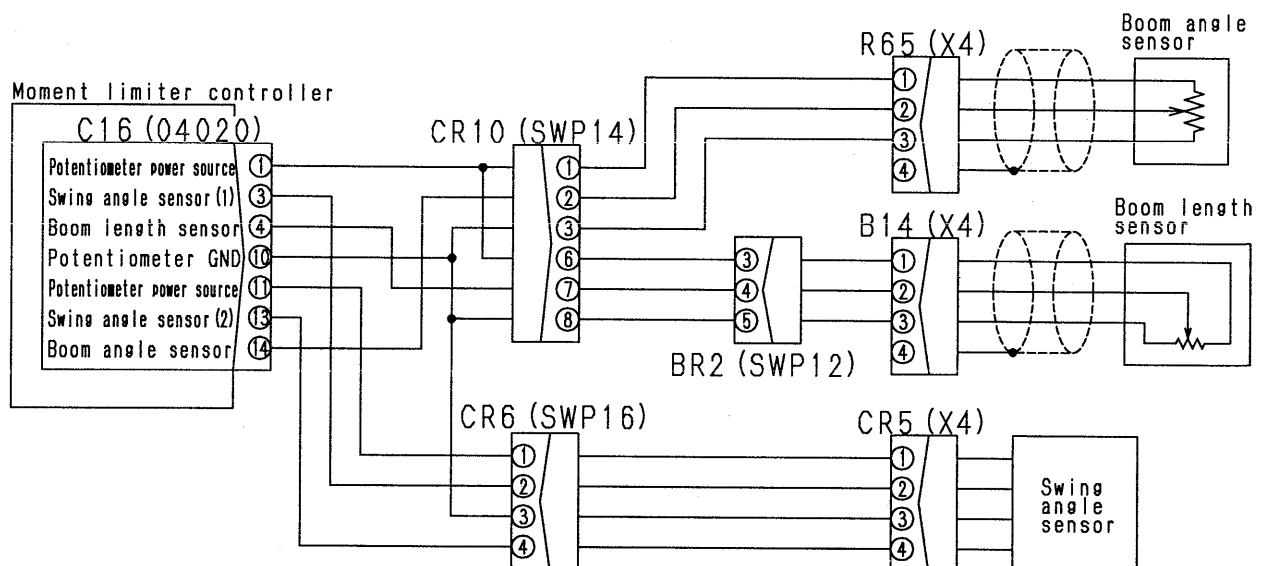 Moment limiter controller
C16 (04020)
Potentiometer power source ①
Swing angle sensor (1) ③
Boom length sensor ④
Potentiometer GND ⑩
Potentiometer power source ⑪
Swing angle sensor (2) ⑬
Boom angle sensor ⑭
CR10 (SWP14)
①
②
③
⑥
⑦
⑧
R65 (X4)
①
②
③
④
Boom angle
sensor
BR2 (SWP12)
③
④
⑤
B14 (X4)
①
②
③
④
Boom length
sensor
CR6 (SWP16)
①
②
③
④
CR5 (X4)
①
②
③
④
Swing
angle
sensor